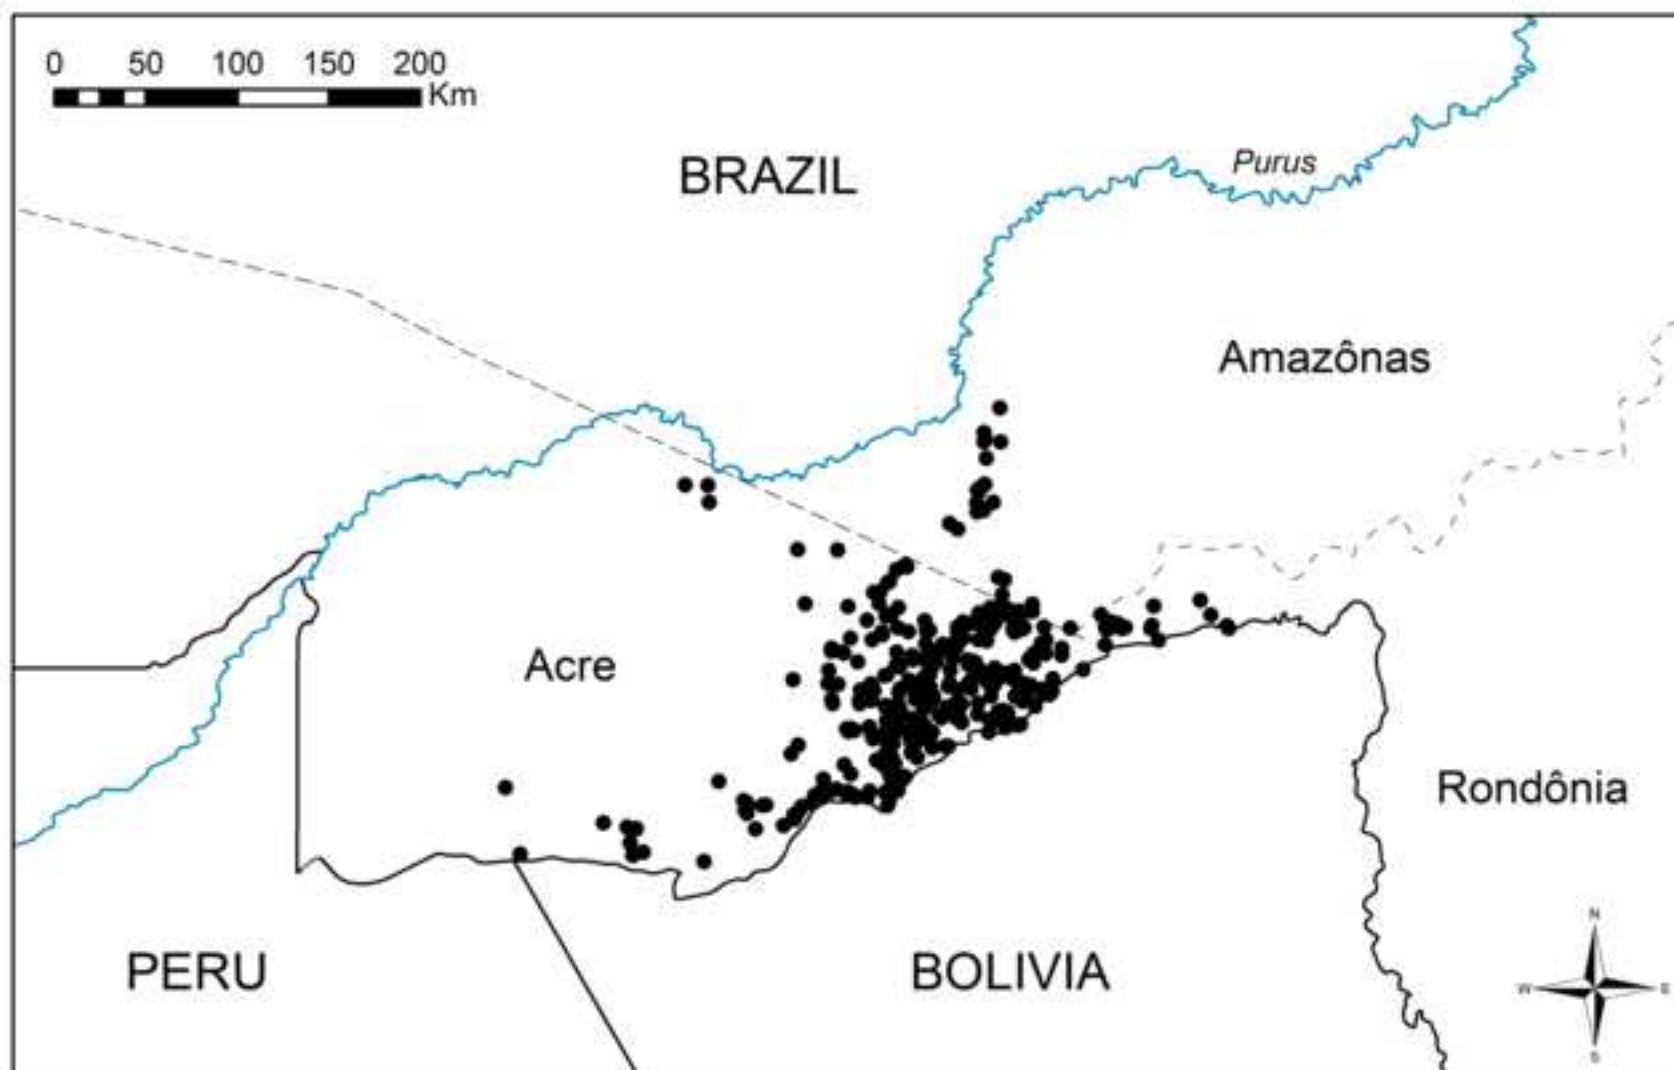 0 50 100 150 200
Km
BRAZIL
Purus
Amazônas
Acre
Rondônia
PERU
BOLIVIA
N
W E
S